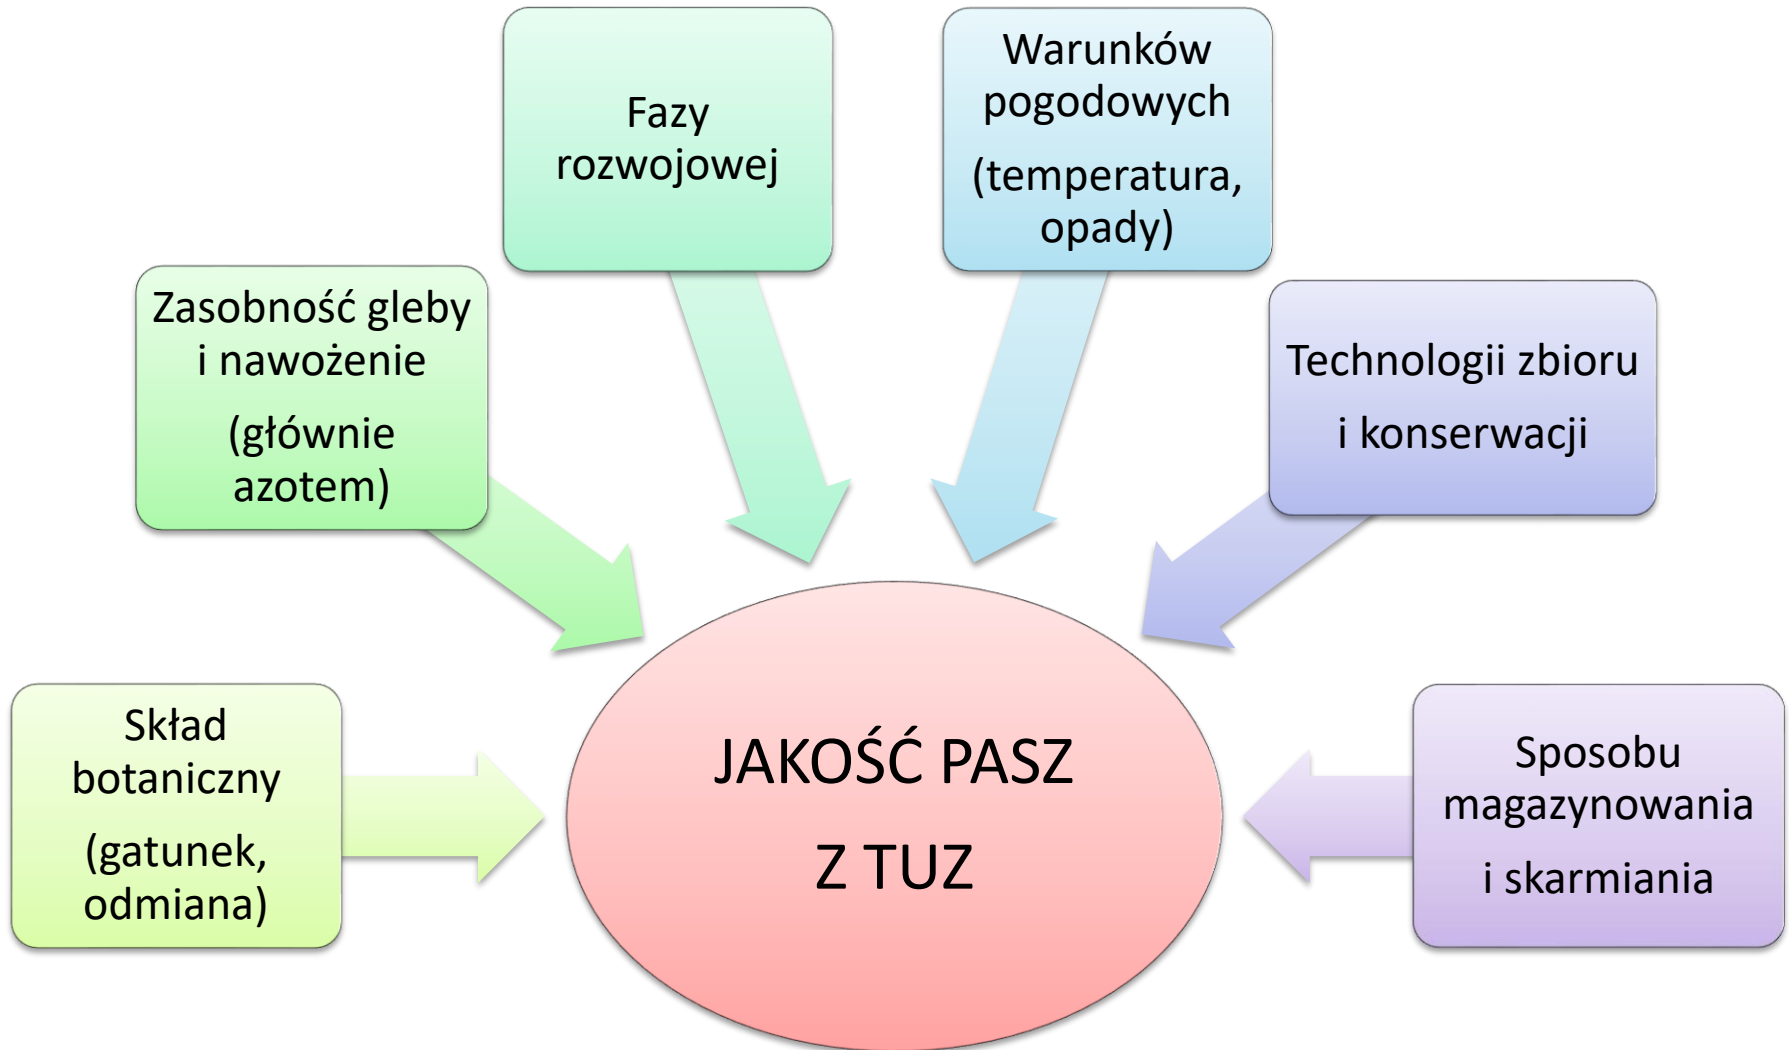 Fazy
rozwojowej
Warunków
pogodowych
(temperatura,
opady)
Zasobność gleby
i nawożenie
(głównie
azotem)
Technologii zbioru
i konserwacji
Skład
botaniczny
(gatunek,
odmiana)
JAKOŚĆ PASZ
Z TUZ
Sposobu
magazynowania
i skarmiania